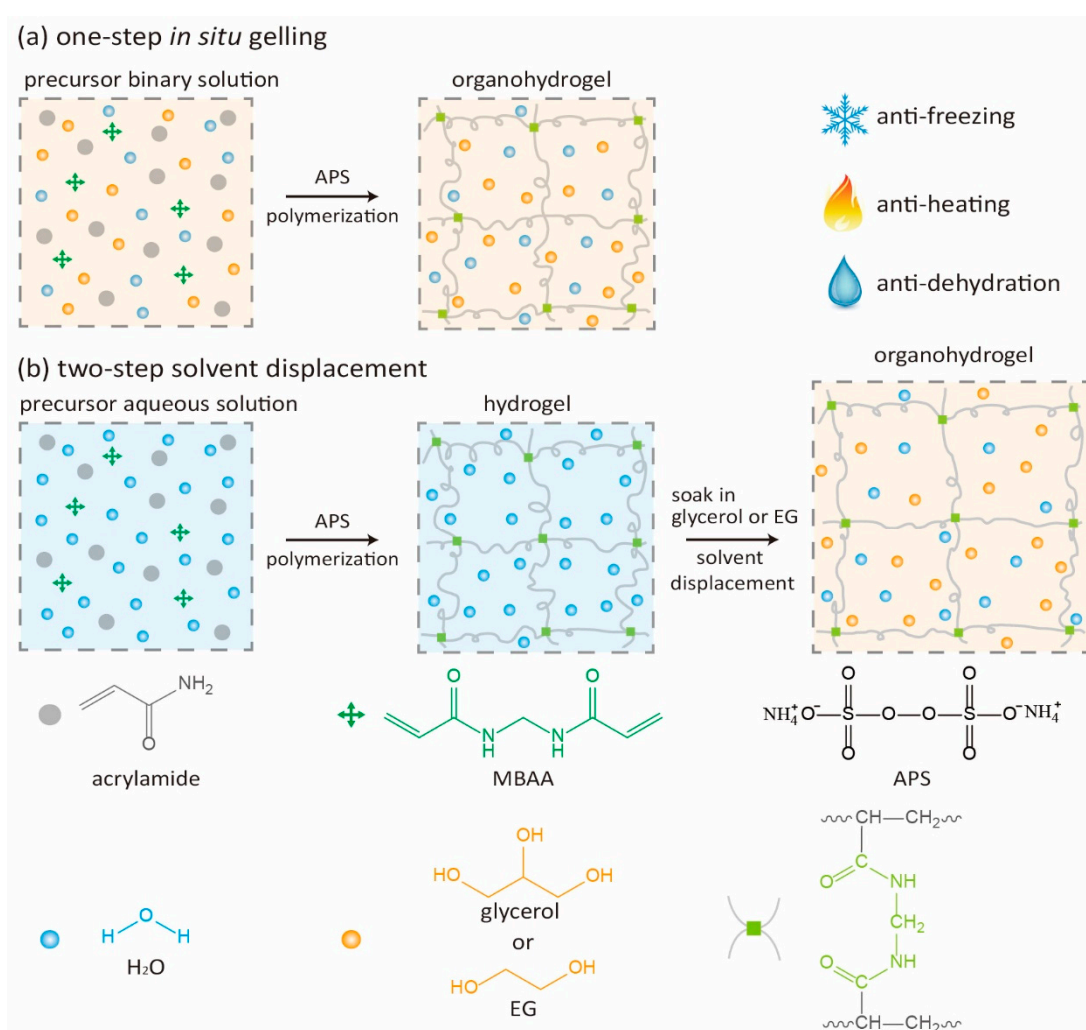 (a) one-step in situ gelling
precursor binary solution
organohydrogel
APS
polymerization
anti-freezing
anti-heating
anti-dehydration
(b) two-step solvent displacement
precursor aqueous solution
hydrogel
organohydrogel
APS
polymerization
soak in
glycerol or EG
solvent
displacement
NH₂
O
acrylamide
O O
N N
H H
MBAA
O O
NH₄⁺O⁻—S—O—O—S—O⁻NH₄⁺
O O
APS
O
H H
H₂O
OH
HO OH
glycerol
or
OH
HO
EG
CH—CH₂
C
O NH
CH₂
O NH
C
CH—CH₂